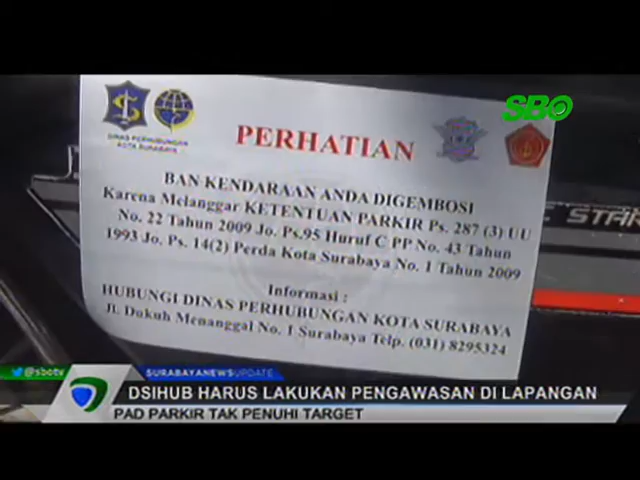 SBO
DINAS PERHUBUNGAN
KOTA SURABAYA
PERHATIAN
BAN KENDARAAN ANDA DIGEMBOSI
Karena Melanggar KETENTUAN PARKIR Ps. 287 (3) UU
No. 22 Tahun 2009 Jo. Ps.95 Huruf C PP No. 43 Tahun
1993 Jo. Ps. 14(2) Perda Kota Surabaya No. 1 Tahun 2009
Informasi :
HUBUNGI DINAS PERHUBUNGAN KOTA SURABAYA
Jl. Dukuh Menanggal No. 1 Surabaya Telp. (031) 8295324
STAR
@sbotv
SURABAYANEWSUPDATE
DSIHUB HARUS LAKUKAN PENGAWASAN DI LAPANGAN
PAD PARKIR TAK PENUHI TARGET